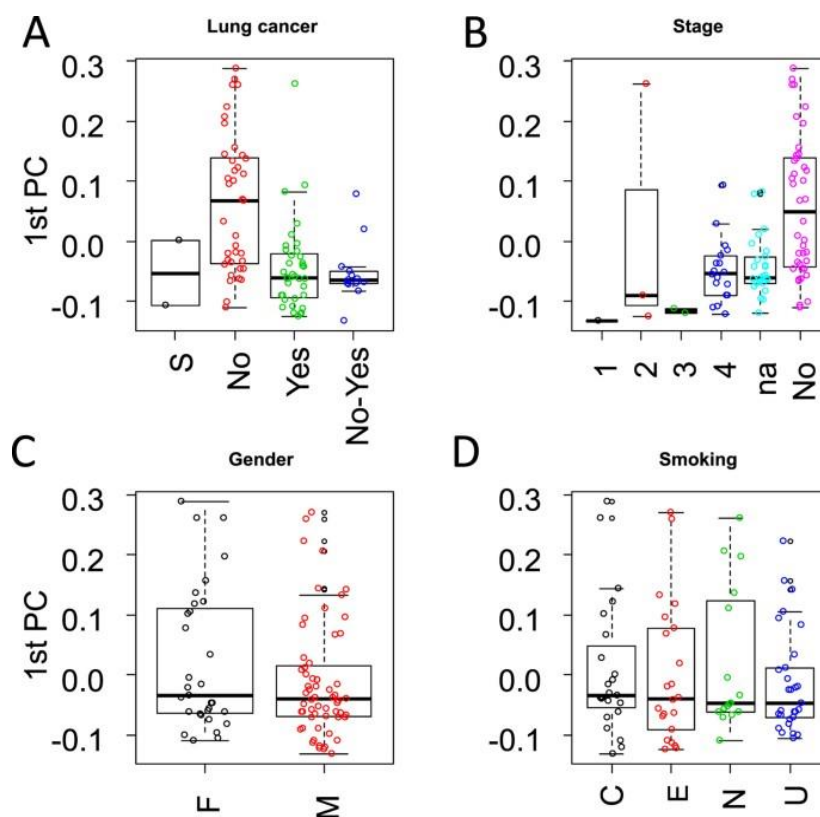 A
Lung cancer
1st PC
0.3
0.2
0.1
0.0
-0.1
S
No
Yes
No-Yes
B
Stage
0.3
0.2
0.1
0.0
-0.1
1
2
3
4
na
No
C
Gender
1st PC
0.3
0.2
0.1
0.0
-0.1
F
M
D
Smoking
0.3
0.2
0.1
0.0
-0.1
C
E
N
U